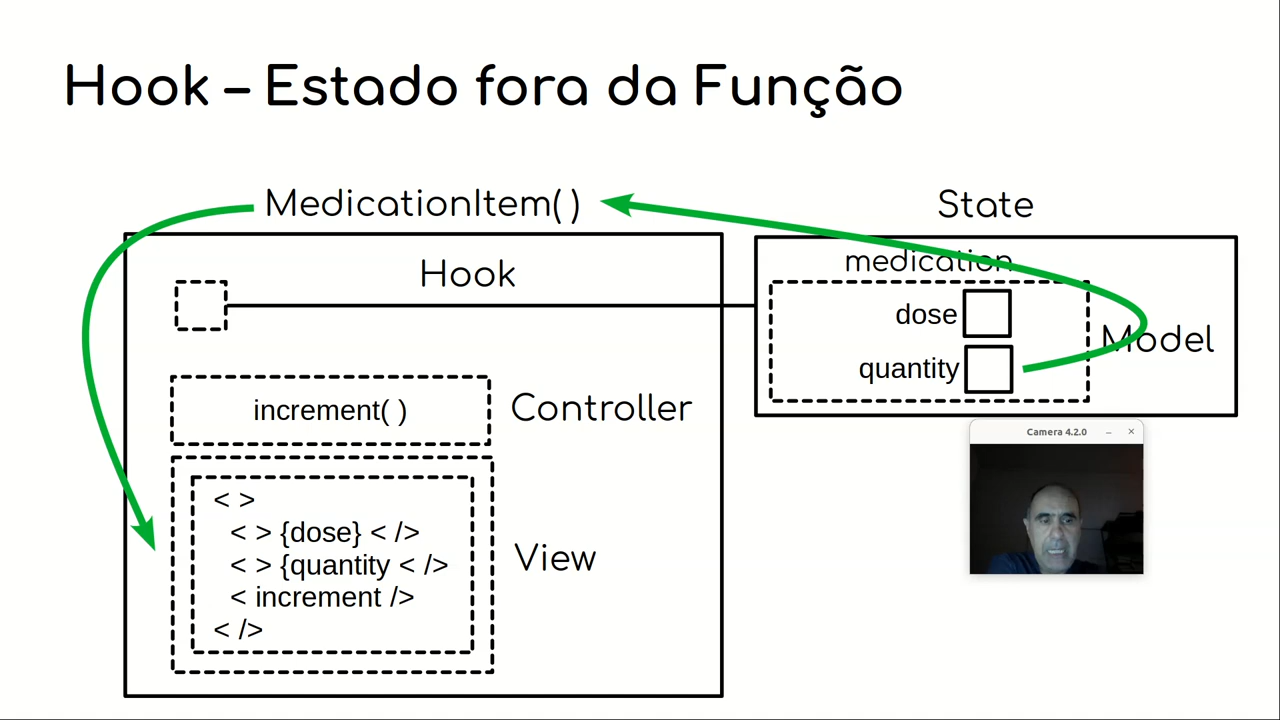 Hook – Estado fora da Função
MedicationItem( )
State
Hook
medication
dose
quantity
Model
increment( )
Controller
< >
< > {dose} < />
< > {quantity < />
< increment />
< />
View
Camera 4.2.0